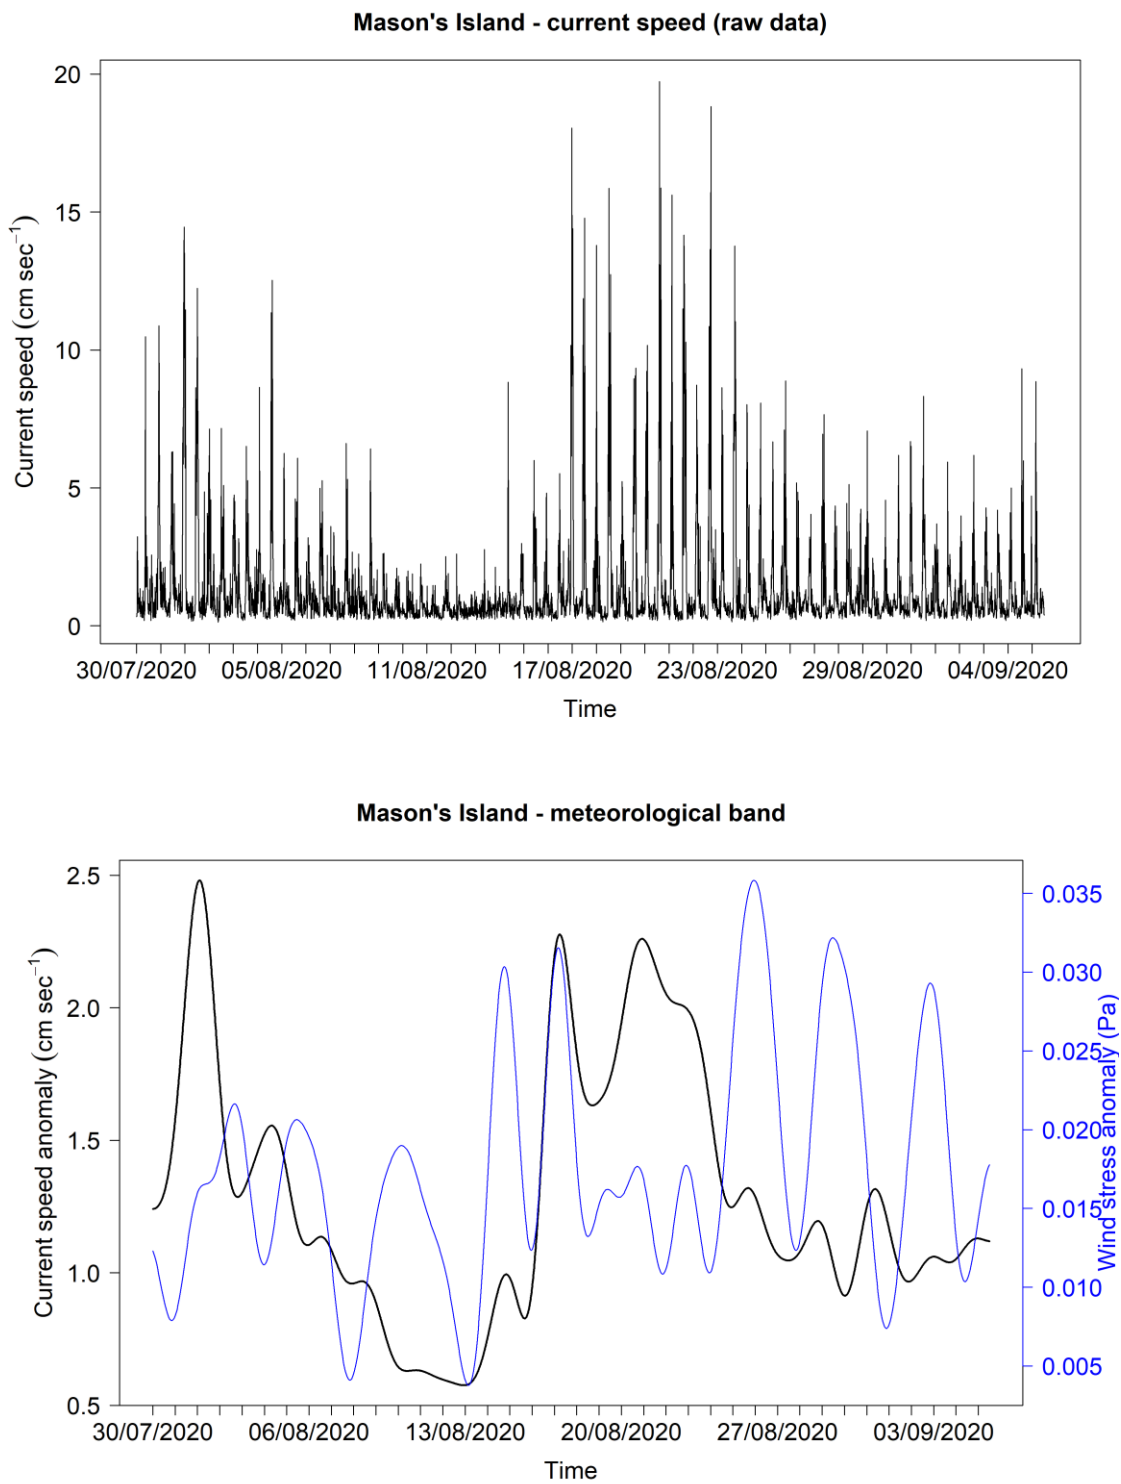 Mason's Island - current speed (raw data)
Current speed (cm sec⁻¹)
20
15
10
5
0
30/07/2020 05/08/2020 11/08/2020 17/08/2020 23/08/2020 29/08/2020 04/09/2020
Time
Mason's Island - meteorological band
Current speed anomaly (cm sec⁻¹)
2.5
2.0
1.5
1.0
0.5
0.035
0.030
0.025
0.020
0.015
0.010
0.005
Wind stress anomaly (Pa)
30/07/2020 06/08/2020 13/08/2020 20/08/2020 27/08/2020 03/09/2020
Time